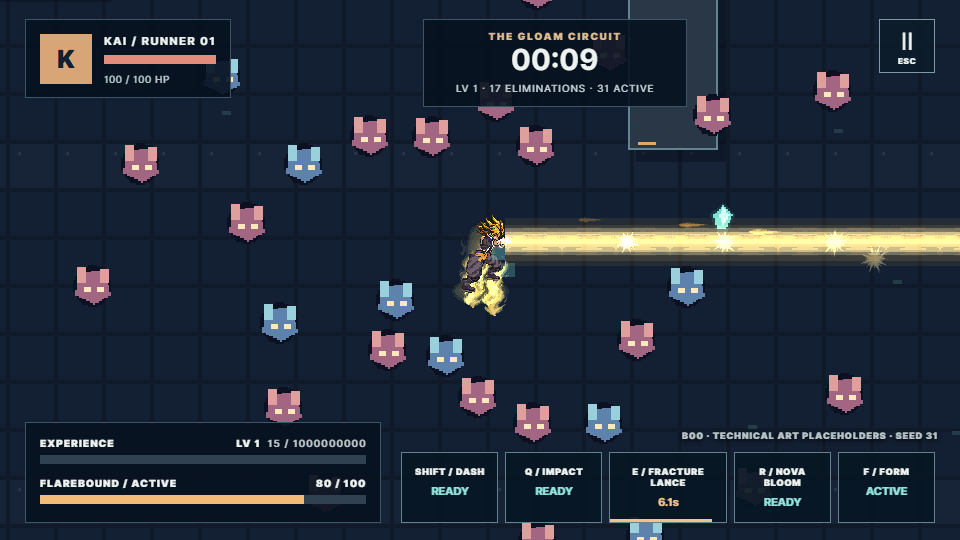 K
KAI / RUNNER 01
100 / 100 HP
THE GLOAM CIRCUIT
00:09
LV 1 · 17 ELIMINATIONS · 31 ACTIVE
ESC
EXPERIENCE LV 1 15 / 1000000000
FLAREBOUND / ACTIVE 80 / 100
B00 · TECHNICAL ART PLACEHOLDERS · SEED 31
SHIFT / DASH
READY
Q / IMPACT
READY
E / FRACTURE
LANCE
6.1s
R / NOVA
BLOOM
READY
F / FORM
ACTIVE